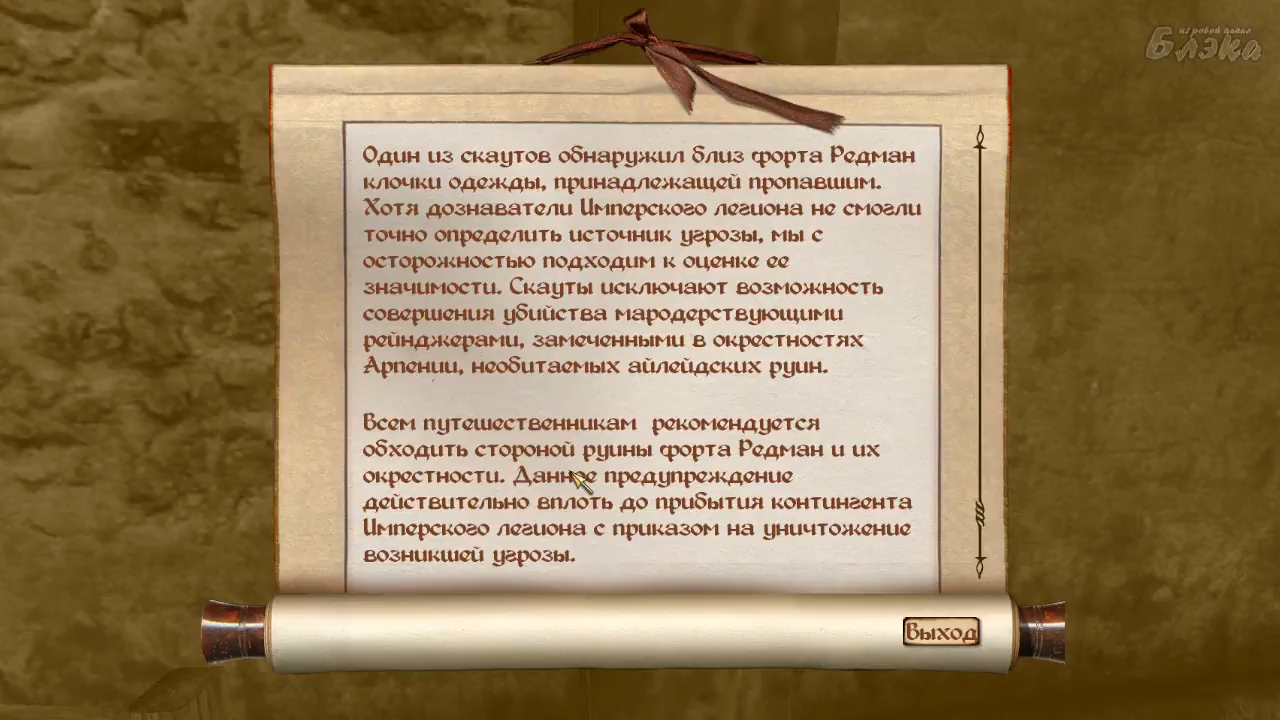 игровой канал
Блэка
Один из скаутов обнаружил близ форта Редман
клочки одежды, принадлежащей пропавшим.
Хотя дознаватели Имперского легиона не смогли
точно определить источник угрозы, мы с
осторожностью подходим к оценке ее
значимости. Скауты исключают возможность
совершения убийства мародерствующими
рейнджерами, замеченными в окрестностях
Арпении, необитаемых айлейдских руин.
Всем путешественникам рекомендуется
обходить стороной руины форта Редман и их
окрестности. Данное предупреждение
действительно вплоть до прибытия контингента
Имперского легиона с приказом на уничтожение
возникшей угрозы.
Выход